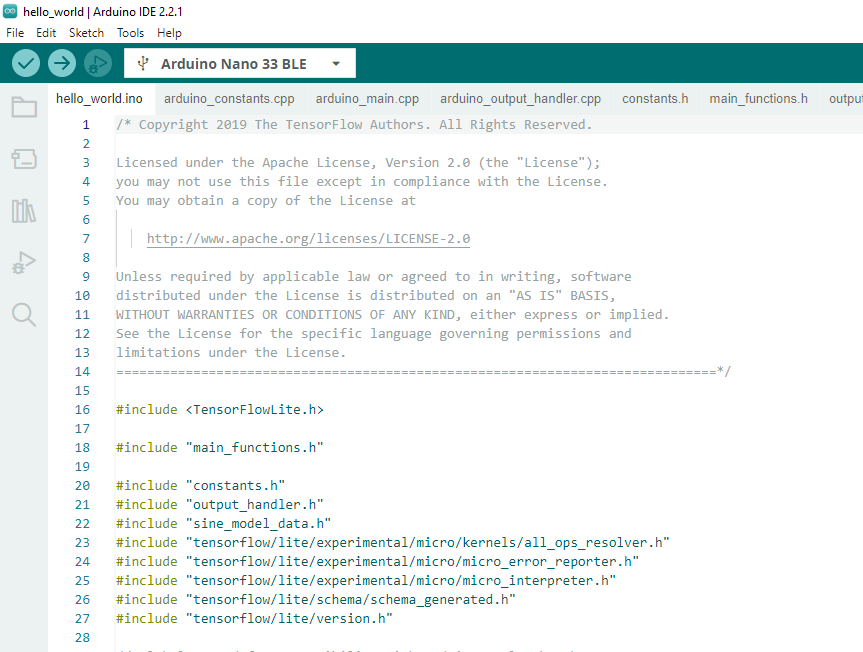 hello_world | Arduino IDE 2.2.1
File Edit Sketch Tools Help
Arduino Nano 33 BLE
hello_world.ino arduino_constants.cpp arduino_main.cpp arduino_output_handler.cpp constants.h main_functions.h output
1 /* Copyright 2019 The TensorFlow Authors. All Rights Reserved.
2
3 Licensed under the Apache License, Version 2.0 (the "License");
4 you may not use this file except in compliance with the License.
5 You may obtain a copy of the License at
6
7 http://www.apache.org/licenses/LICENSE-2.0
8
9 Unless required by applicable law or agreed to in writing, software
10 distributed under the License is distributed on an "AS IS" BASIS,
11 WITHOUT WARRANTIES OR CONDITIONS OF ANY KIND, either express or implied.
12 See the License for the specific language governing permissions and
13 limitations under the License.
14 ==============================================================================*/
15
16 #include <TensorFlowLite.h>
17
18 #include "main_functions.h"
19
20 #include "constants.h"
21 #include "output_handler.h"
22 #include "sine_model_data.h"
23 #include "tensorflow/lite/experimental/micro/kernels/all_ops_resolver.h"
24 #include "tensorflow/lite/experimental/micro/micro_error_reporter.h"
25 #include "tensorflow/lite/experimental/micro/micro_interpreter.h"
26 #include "tensorflow/lite/schema/schema_generated.h"
27 #include "tensorflow/lite/version.h"
28